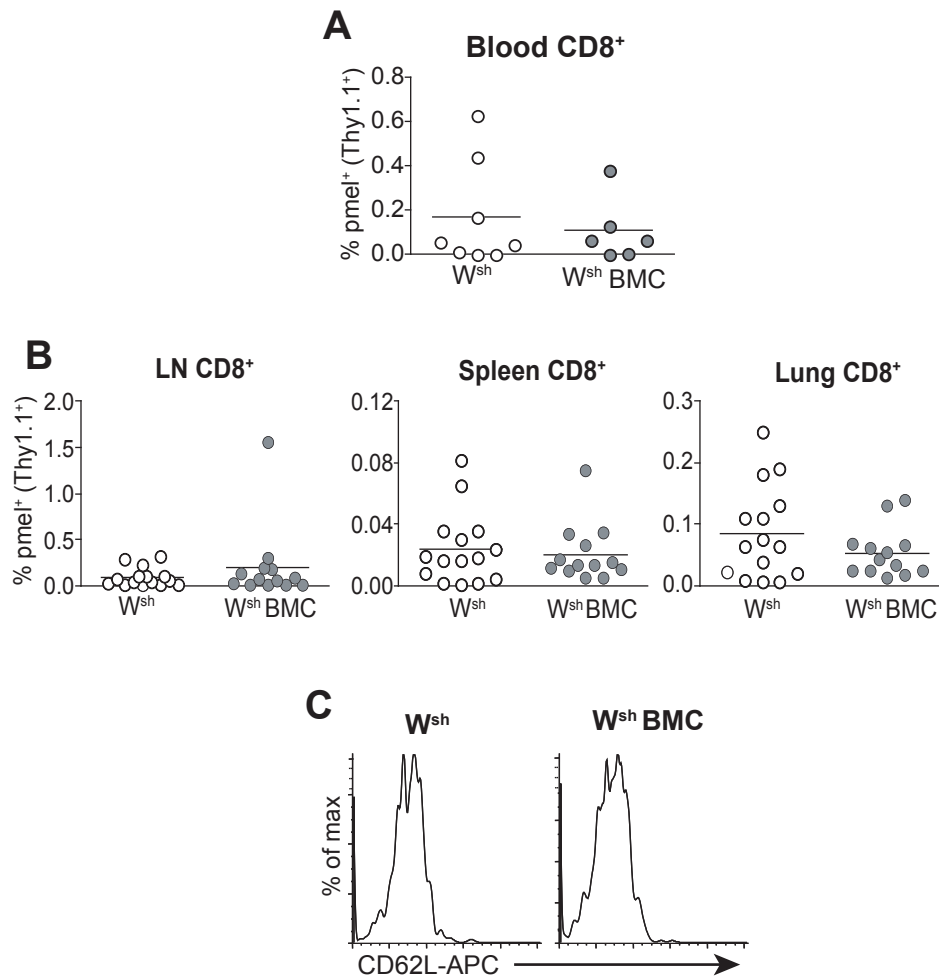 A
Blood CD8⁺
% pmel⁺ (Thy1.1⁺)
0.8
0.6
0.4
0.2
0.0
Wˢʰ
Wˢʰ BMC
B
LN CD8⁺
Spleen CD8⁺
Lung CD8⁺
% pmel⁺ (Thy1.1⁺)
2.0
1.5
1.0
0.5
0.0
Wˢʰ
Wˢʰ BMC
0.12
0.08
0.04
0.00
Wˢʰ
Wˢʰ BMC
0.3
0.2
0.1
0.0
Wˢʰ
Wˢʰ BMC
C
Wˢʰ
Wˢʰ BMC
% of max
CD62L-APC